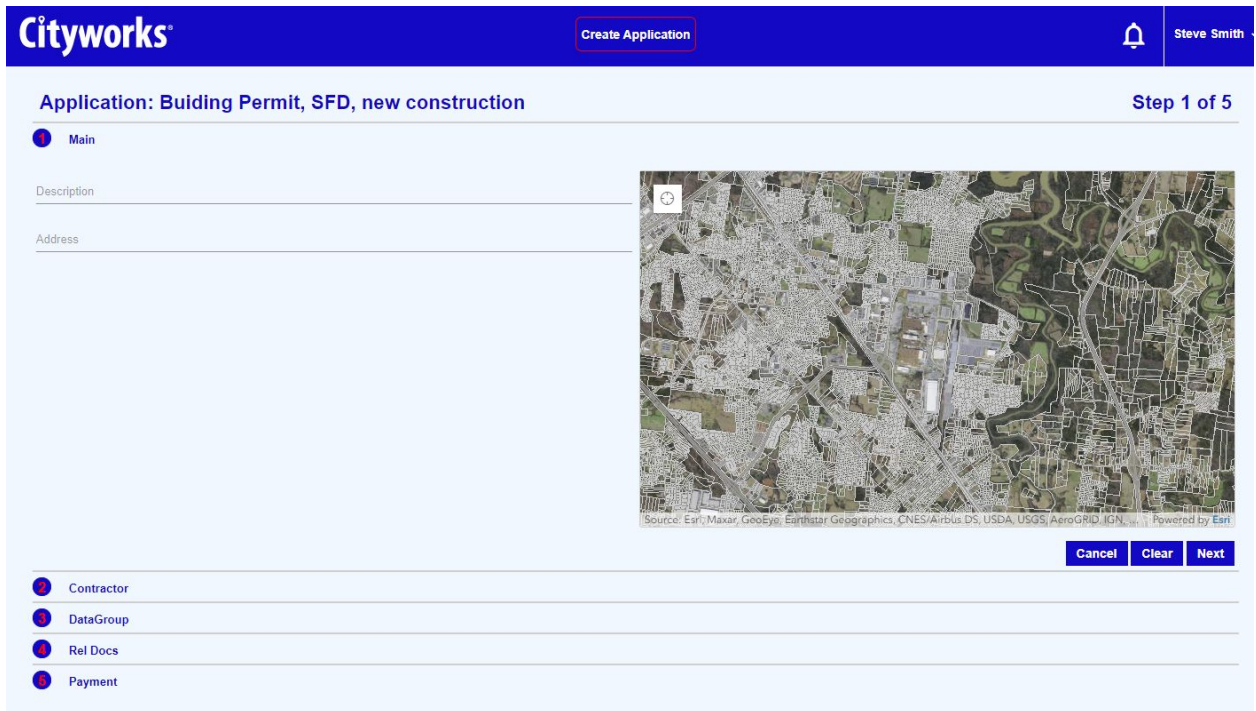 Cityworks®
Create Application
Steve Smith
Application: Buiding Permit, SFD, new construction
Step 1 of 5
1 Main
Description
Address
Source: Esri, Maxar, GeoEye, Earthstar Geographics, CNES/Airbus DS, USDA, USGS, AeroGRID, IGN, ... Powered by Esri
Cancel Clear Next
2 Contractor
3 DataGroup
4 Rel Docs
5 Payment